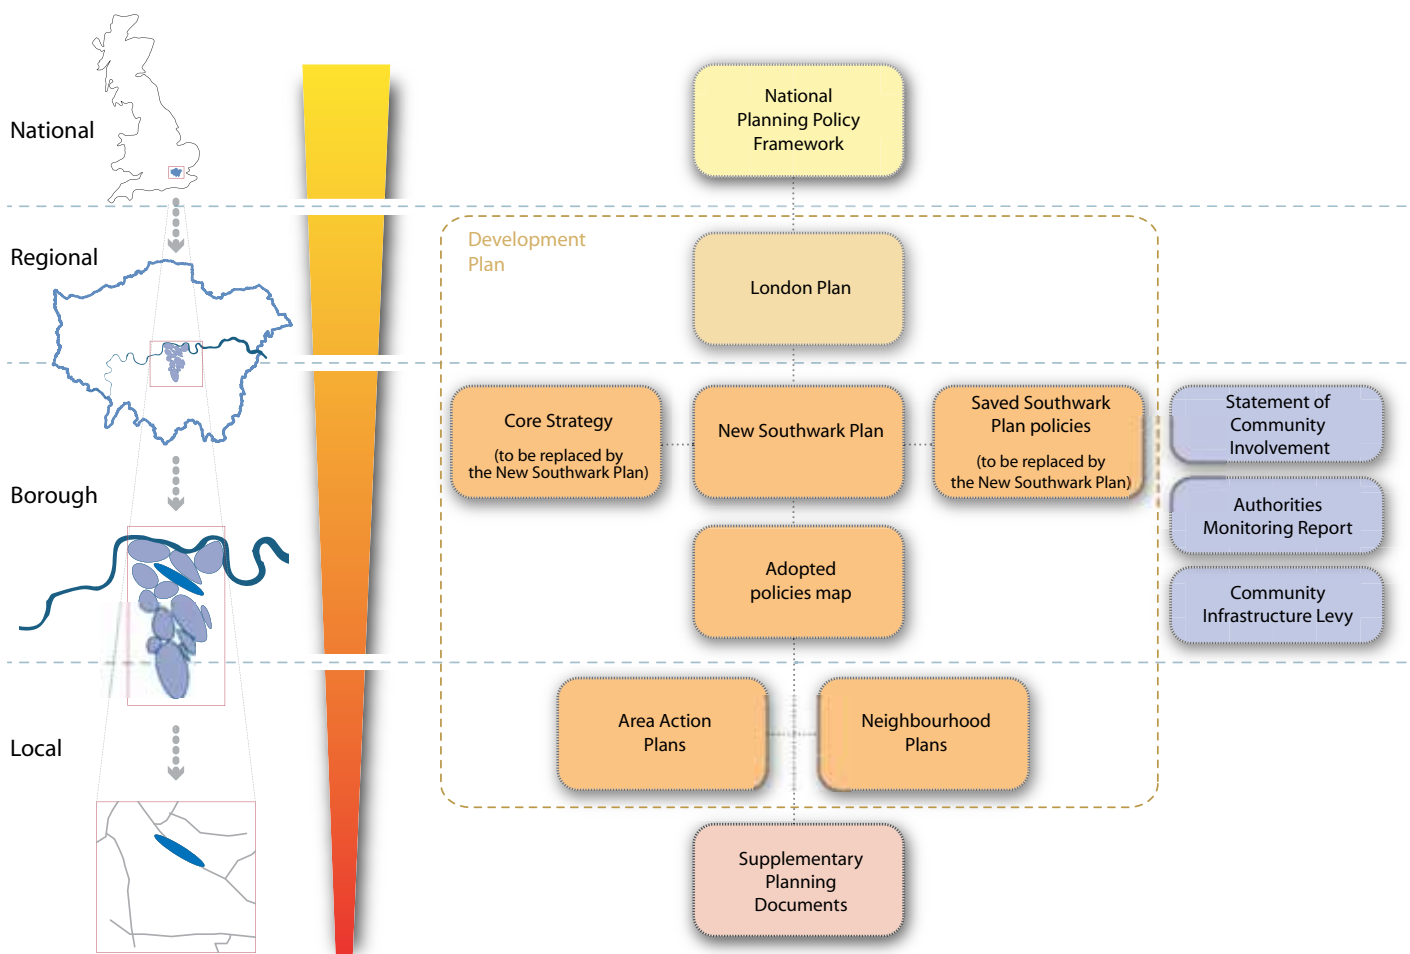 National
National
Planning Policy
Framework
Regional
Development
Plan
London Plan
Borough
Core Strategy
(to be replaced by
the New Southwark Plan)
New Southwark Plan
Saved Southwark
Plan policies
(to be replaced by
the New Southwark Plan)
Statement of
Community
Involvement
Authorities
Monitoring Report
Adopted
policies map
Community
Infrastructure Levy
Local
Area Action
Plans
Neighbourhood
Plans
Supplementary
Planning
Documents